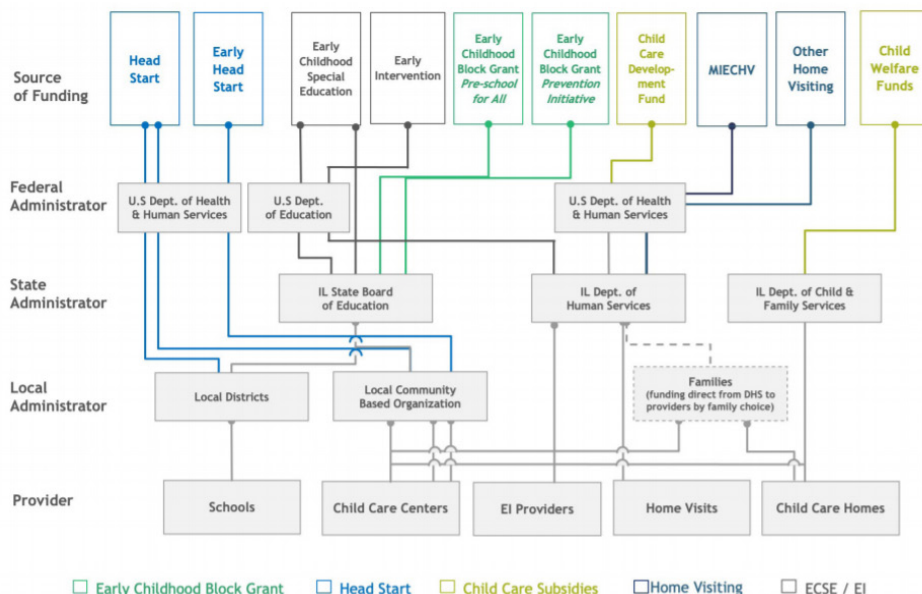 Source
of Funding
Head
Start
Early
Head
Start
Early
Childhood
Special
Education
Early
Intervention
Early
Childhood
Block Grant
Pre-school
for All
Early
Childhood
Block Grant
Prevention
Initiative
Child
Care
Develop-
ment
Fund
MIECHV
Other
Home
Visiting
Child
Welfare
Funds
Federal
Administrator
U.S Dept. of Health
& Human Services
U.S Dept.
of Education
U.S Dept. of Health
& Human Services
State
Administrator
IL State Board
of Education
IL Dept. of
Human Services
IL Dept. of Child &
Family Services
Local
Administrator
Local Districts
Local Community
Based Organization
Families
(funding direct from DHS to
providers by family choice)
Provider
Schools
Child Care Centers
EI Providers
Home Visits
Child Care Homes
Early Childhood Block Grant
Head Start
Child Care Subsidies
Home Visiting
ECSE / EI